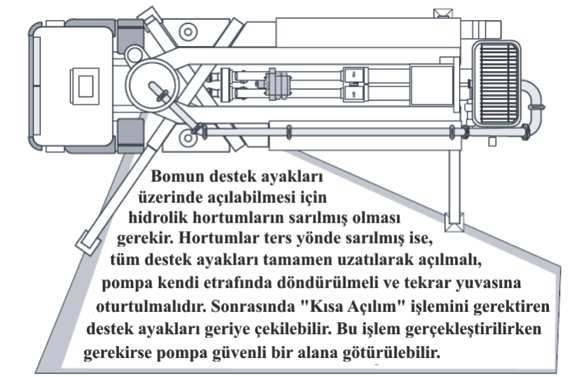 Bomun destek ayakları
üzerinde açılabilmesi için
hidrolik hortumların sarılmış olması
gerekir. Hortumlar ters yönde sarılmış ise,
tüm destek ayakları tamamen uzatılarak açılmalı,
pompa kendi etrafında döndürülmeli ve tekrar yuvasına
oturtulmalıdır. Sonrasında "Kısa Açılım" işlemini gerektiren
destek ayakları geriye çekilebilir. Bu işlem gerçekleştirilirken
gerekirse pompa güvenli bir alana götürülebilir.